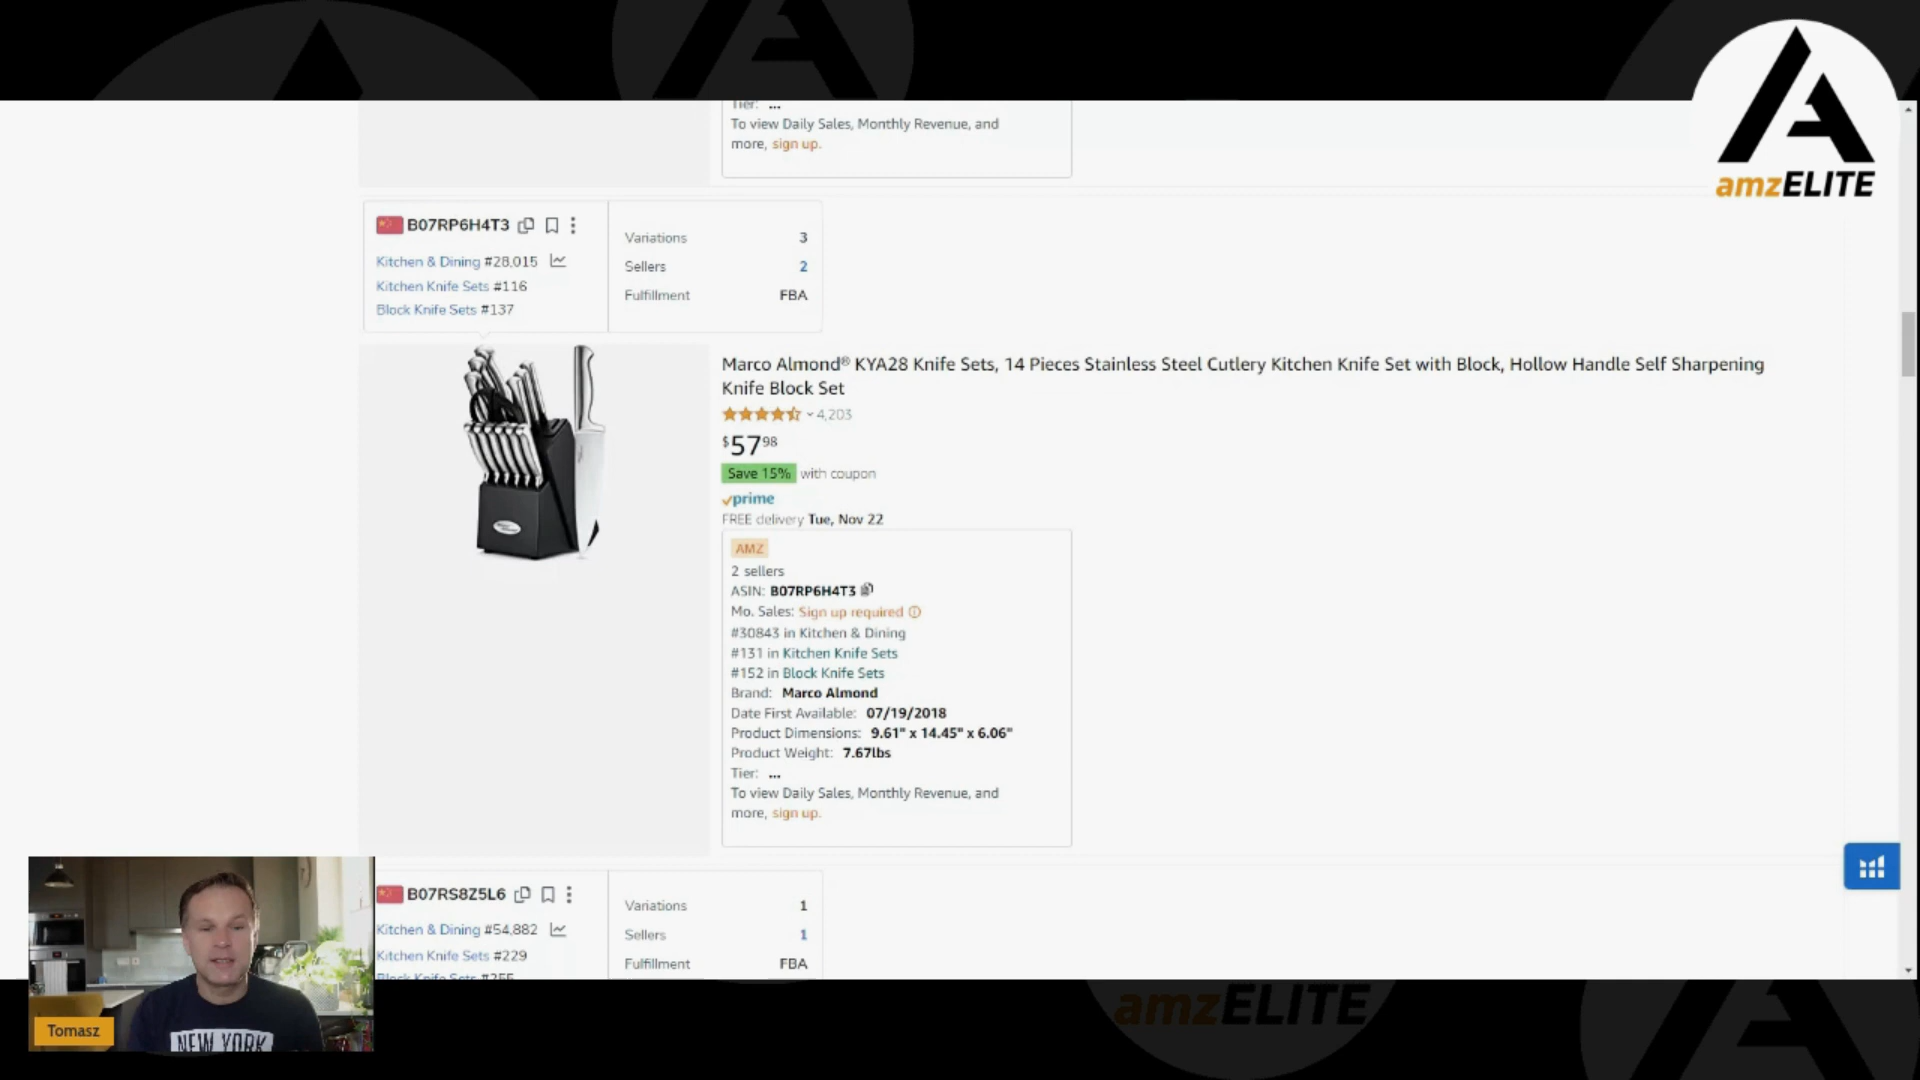 Tier: ...
To view Daily Sales, Monthly Revenue, and
more, sign up.
amzELITE
B07RP6H4T3
Kitchen & Dining #28,015
Kitchen Knife Sets #116
Block Knife Sets #137
Variations 3
Sellers 2
Fulfillment FBA
Marco Almond® KYA28 Knife Sets, 14 Pieces Stainless Steel Cutlery Kitchen Knife Set with Block, Hollow Handle Self Sharpening
Knife Block Set
4,203
$57 98
Save 15% with coupon
prime
FREE delivery Tue, Nov 22
AMZ
2 sellers
ASIN: B07RP6H4T3
Mo. Sales: Sign up required
#30843 in Kitchen & Dining
#131 in Kitchen Knife Sets
#152 in Block Knife Sets
Brand: Marco Almond
Date First Available: 07/19/2018
Product Dimensions: 9.61" x 14.45" x 6.06"
Product Weight: 7.67lbs
Tier: ...
To view Daily Sales, Monthly Revenue, and
more, sign up.
B07RS8Z5L6
Kitchen & Dining #54,882
Kitchen Knife Sets #229
Block Knife Sets #255
Variations 1
Sellers 1
Fulfillment FBA
Tomasz
NEW YORK
amzELITE